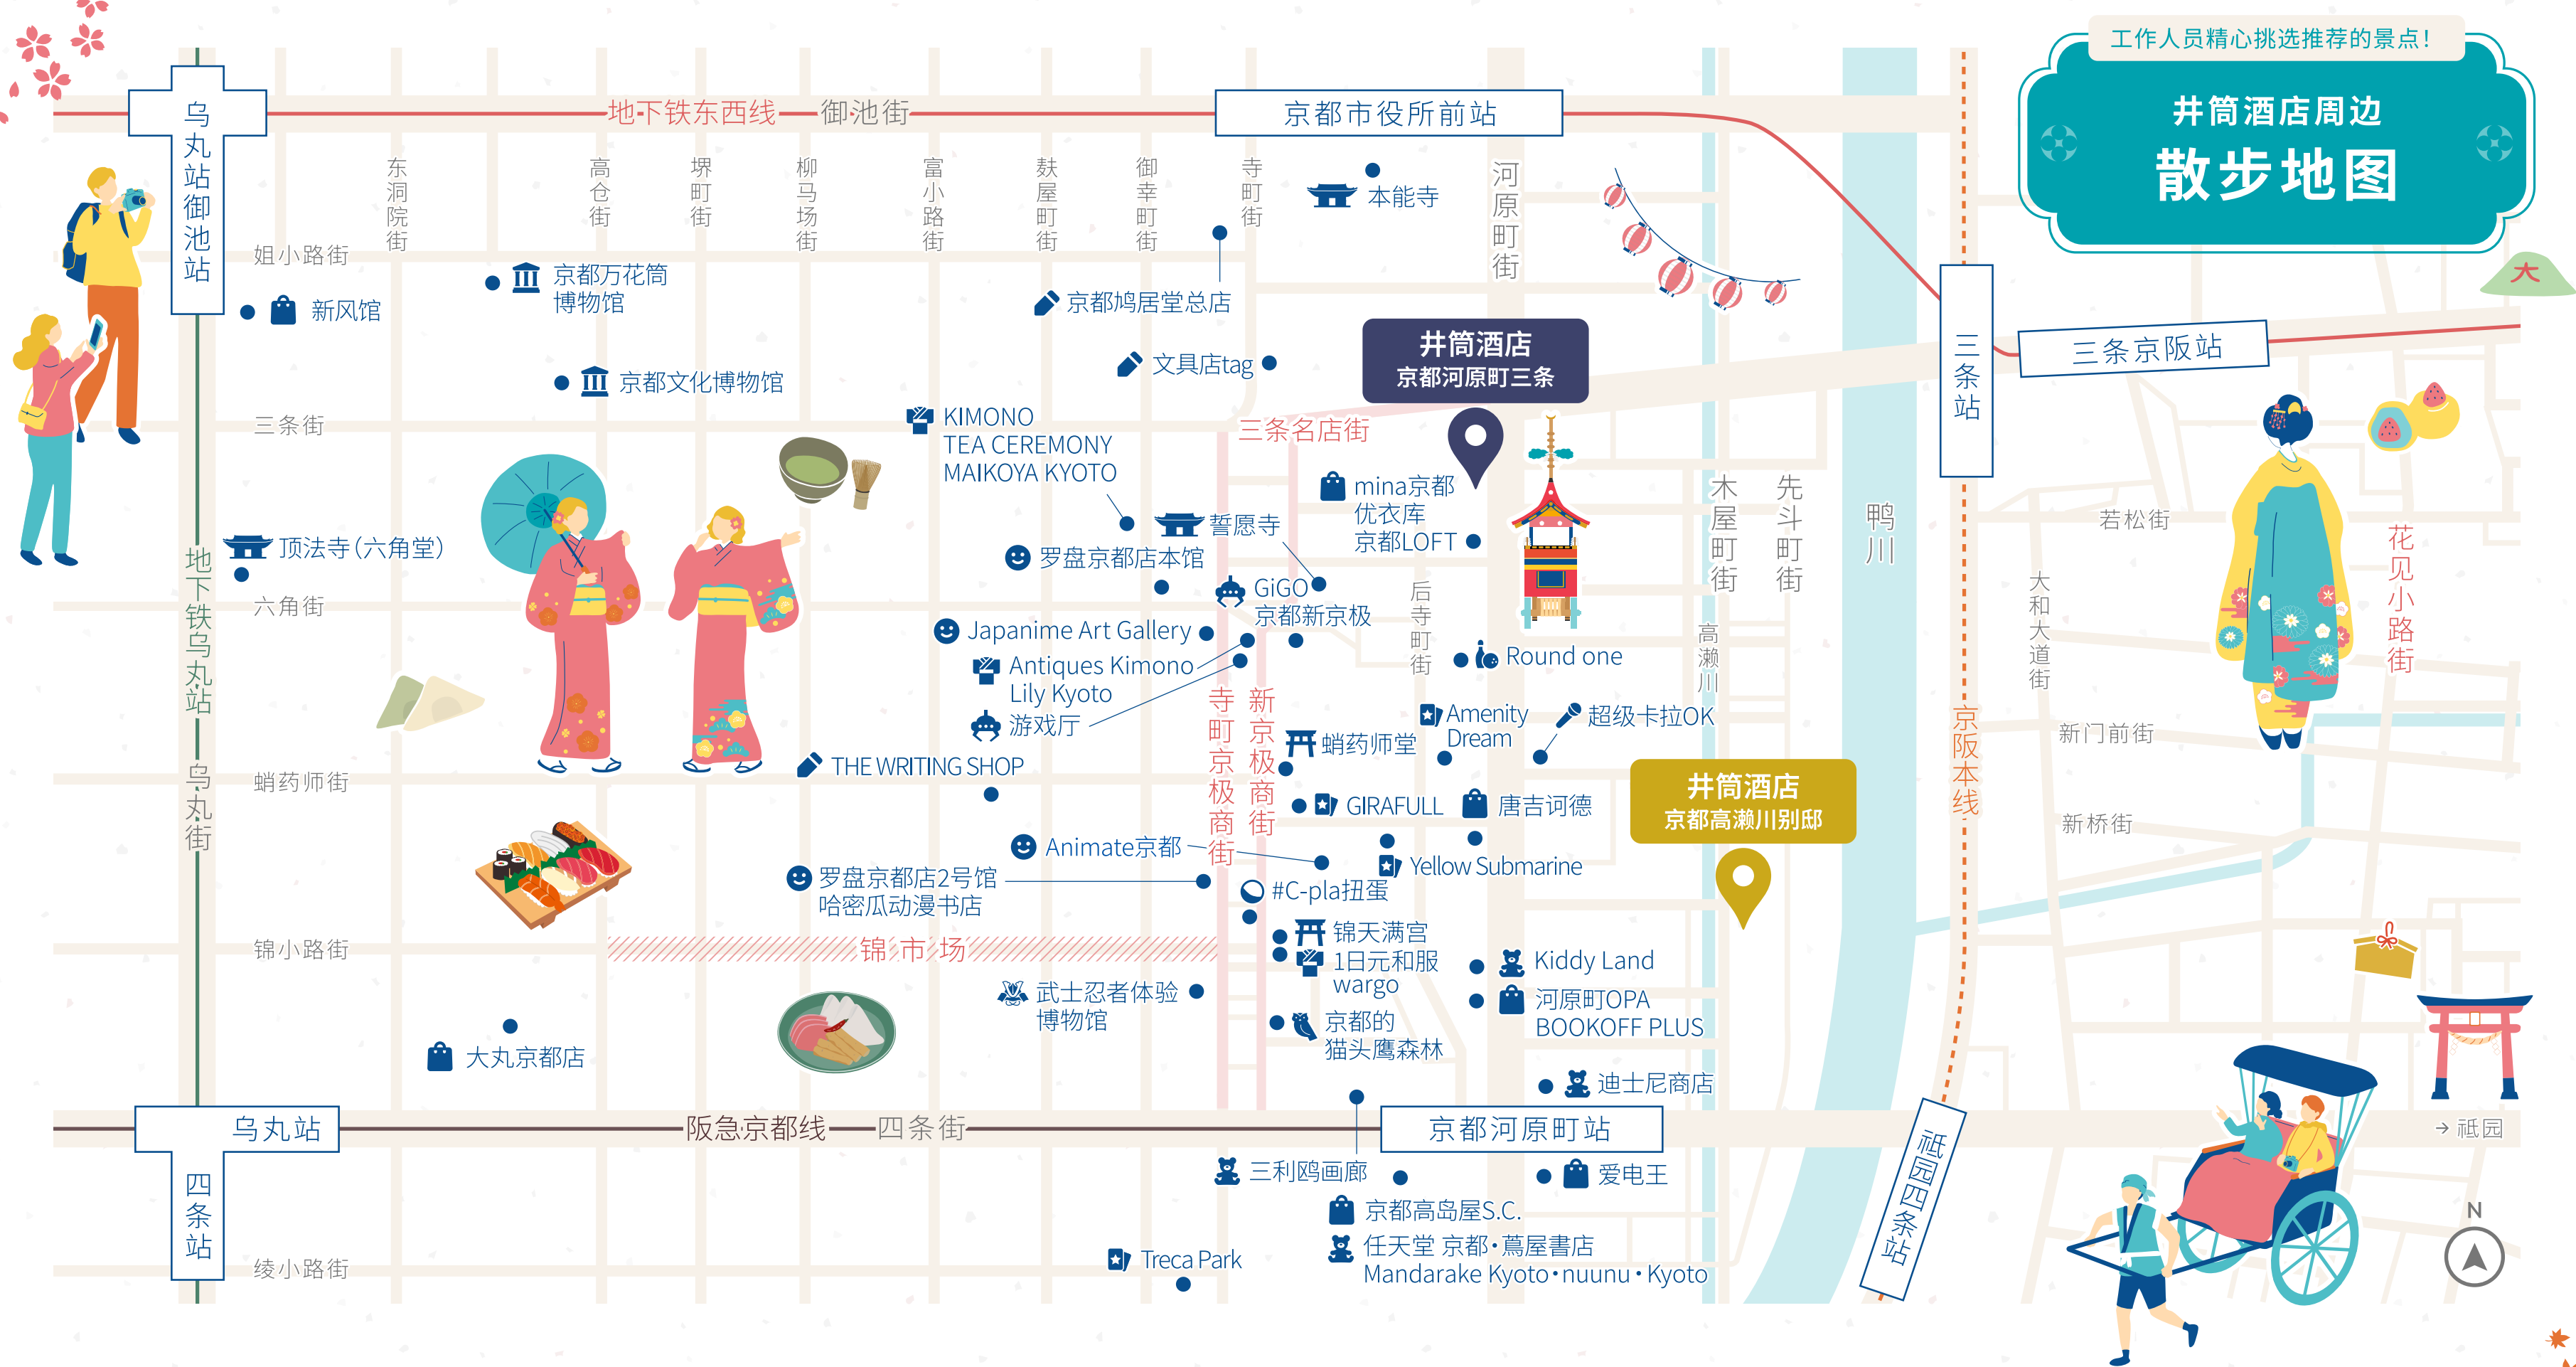 工作人员精心挑选推荐的景点！
井筒酒店周边
散步地图
乌丸站御池站
地下铁东西线
御池街
京都市役所前站
东洞院街
高仓街
堺町街
柳马场街
富小路街
麸屋町街
御幸町街
寺町街
河原町街
本能寺
姐小路街
新风馆
京都万花筒
博物馆
京都鸠居堂总店
文具店tag
京都文化博物馆
井筒酒店
京都河原町三条
三条站
三条京阪站
大
三条街
KIMONO
TEA CEREMONY
MAIKOYA KYOTO
三条名店街
mina京都
优衣库
京都LOFT
誓愿寺
罗盘京都店本馆
GiGO
京都新京极
木屋町街
先斗町街
鸭川
若松街
花见小路街
大和大道街
顶法寺（六角堂）
六角街
地下铁乌丸站
乌丸街
后寺町街
高濑川
Japanime Art Gallery
Antiques Kimono
Lily Kyoto
游戏厅
Round one
寺町京极商街
新京极商街
Amenity
Dream
超级卡拉OK
蛸药师堂
京阪本线
新门前街
THE WRITING SHOP
蛸药师街
GIRAFULL
唐吉诃德
井筒酒店
京都高濑川别邸
新桥街
Animate京都
Yellow Submarine
罗盘京都店2号馆
哈密瓜动漫书店
#C-pla扭蛋
锦小路街
锦市场
锦天满宫
1日元和服
wargo
Kiddy Land
河原町OPA
BOOKOFF PLUS
武士忍者体验
博物馆
京都的
猫头鹰森林
大丸京都店
迪士尼商店
乌丸站
阪急京都线
四条街
京都河原町站
祗园四条站
→祗园
四条站
三利鸥画廊
爱电王
京都高岛屋S.C.
任天堂 京都・蔦屋書店
Mandarake Kyoto・nuunu・Kyoto
Treca Park
绫小路街
N